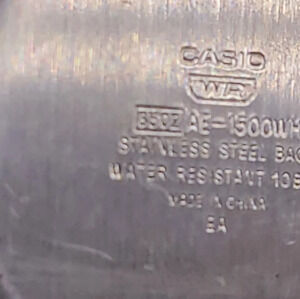 CASIO
WR
3502 AE-1500WH
STAINLESS STEEL BAC
WATER RESISTANT 10B
MADE IN CHINA
EA